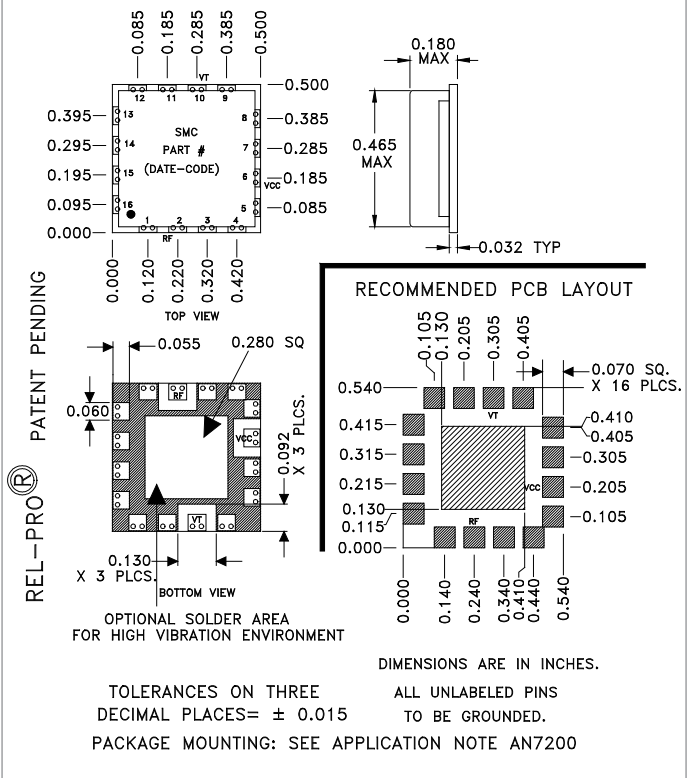 0.085
0.185
0.285
0.385
0.500
VT
12 11 10 9
0.500
0.395
13
8
0.385
SMC
0.295
14
PART #
7
0.285
(DATE-CODE)
0.195
15
6
VCC
0.185
0.095
16
5
0.085
1 2 3 4
0.000
RF
0.000
0.120
0.220
0.320
0.420
TOP VIEW
0.180
MAX
0.465
MAX
0.032 TYP
REL-PRO® PATENT PENDING
0.055
0.280 SQ
RF
0.060
VCC
0.092
X 3 PLCS.
VT
0.130
X 3 PLCS.
BOTTOM VIEW
OPTIONAL SOLDER AREA
FOR HIGH VIBRATION ENVIRONMENT
RECOMMENDED PCB LAYOUT
0.105
0.130
0.205
0.305
0.405
0.070 SQ.
X 16 PLCS.
0.540
VT
0.415
0.410
0.405
0.315
0.305
0.215
VCC
0.205
0.130
0.115
RF
0.105
0.000
0.000
0.140
0.240
0.340
0.410
0.440
0.540
DIMENSIONS ARE IN INCHES.
TOLERANCES ON THREE
DECIMAL PLACES= ± 0.015
ALL UNLABELED PINS
TO BE GROUNDED.
PACKAGE MOUNTING: SEE APPLICATION NOTE AN7200